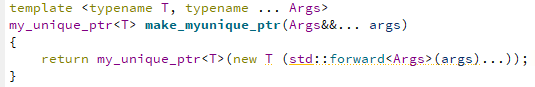 template <typename T, typename ... Args>
my_unique_ptr<T> make_myunique_ptr(Args&&... args)
{
    return my_unique_ptr<T>(new T (std::forward<Args>(args)...));
}